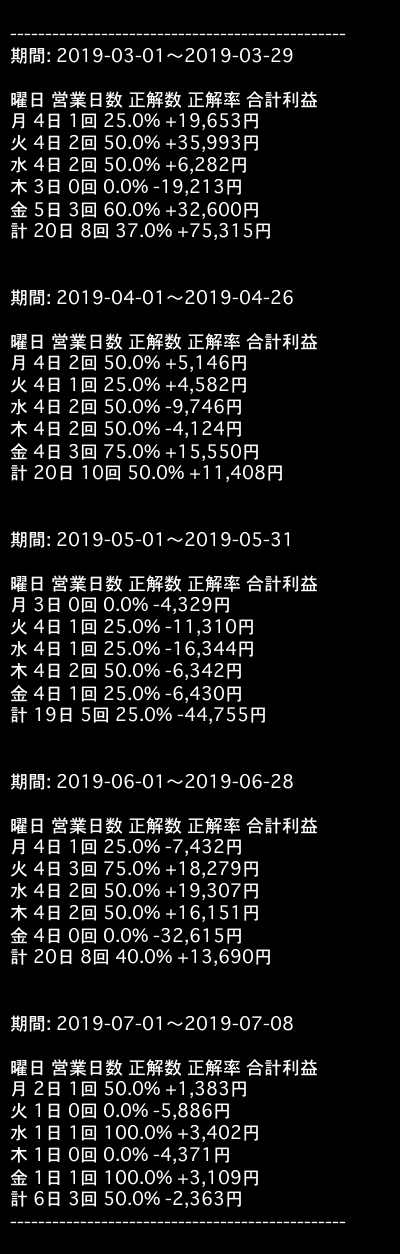 ------------------------------------------------
期間: 2019-03-01〜2019-03-29
曜日 営業日数 正解数 正解率 合計利益
月 4日 1回 25.0% +19,653円
火 4日 2回 50.0% +35,993円
水 4日 2回 50.0% +6,282円
木 3日 0回 0.0% -19,213円
金 5日 3回 60.0% +32,600円
計 20日 8回 37.0% +75,315円
期間: 2019-04-01〜2019-04-26
曜日 営業日数 正解数 正解率 合計利益
月 4日 2回 50.0% +5,146円
火 4日 1回 25.0% +4,582円
水 4日 2回 50.0% -9,746円
木 4日 2回 50.0% -4,124円
金 4日 3回 75.0% +15,550円
計 20日 10回 50.0% +11,408円
期間: 2019-05-01〜2019-05-31
曜日 営業日数 正解数 正解率 合計利益
月 3日 0回 0.0% -4,329円
火 4日 1回 25.0% -11,310円
水 4日 1回 25.0% -16,344円
木 4日 2回 50.0% -6,342円
金 4日 1回 25.0% -6,430円
計 19日 5回 25.0% -44,755円
期間: 2019-06-01〜2019-06-28
曜日 営業日数 正解数 正解率 合計利益
月 4日 1回 25.0% -7,432円
火 4日 3回 75.0% +18,279円
水 4日 2回 50.0% +19,307円
木 4日 2回 50.0% +16,151円
金 4日 0回 0.0% -32,615円
計 20日 8回 40.0% +13,690円
期間: 2019-07-01〜2019-07-08
曜日 営業日数 正解数 正解率 合計利益
月 2日 1回 50.0% +1,383円
火 1日 0回 0.0% -5,886円
水 1日 1回 100.0% +3,402円
木 1日 0回 0.0% -4,371円
金 1日 1回 100.0% +3,109円
計 6日 3回 50.0% -2,363円
------------------------------------------------